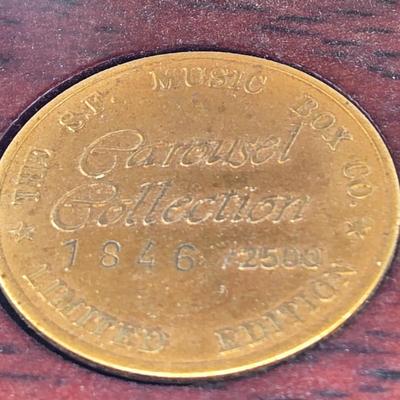 ★ THE S.F. MUSIC BOX CO. ★
Carousel
Collection
1846 /2500
LIMITED EDITION